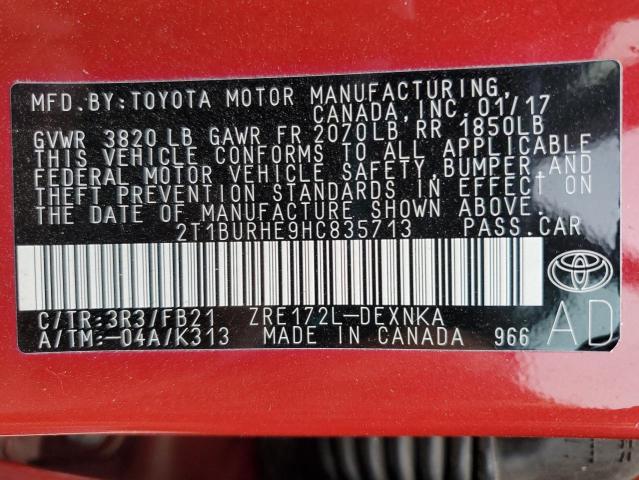 MFD.BY:TOYOTA MOTOR MANUFACTURING,
CANADA,INC.01/17
GVWR 3820LB GAWR FR 2070LB RR 1850LB
THIS VEHICLE CONFORMS TO ALL APPLICABLE
FEDERAL MOTOR VEHICLE SAFETY,BUMPER,AND
THEFT PREVENTION STANDARDS IN EFFECT ON
THE DATE OF MANUFACTURE SHOWN ABOVE.
2T1BURHE9HC835713 PASS.CAR
C/TR:3R3/FB21 ZRE172L-DEXNKA
A/TM:-04A/K313 MADE IN CANADA 966
AD